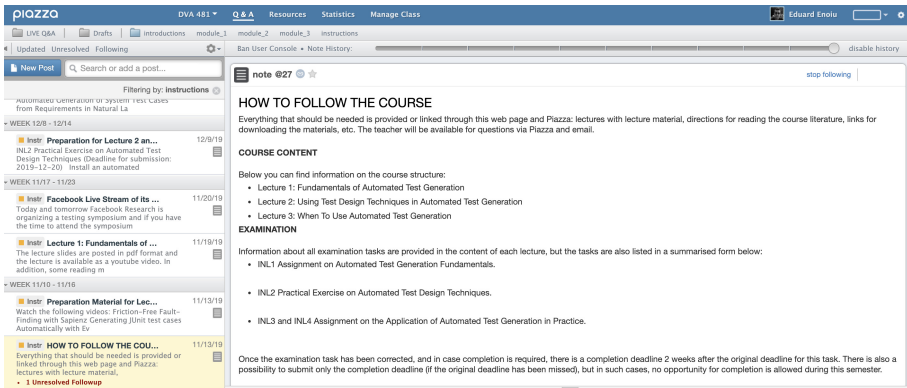 piazza DVA 481 Q & A Resources Statistics Manage Class Eduard Enoiu
LIVE Q&A Drafts introductions module_1 module_2 module_3 instructions
Updated Unresolved Following Ban User Console • Note History: disable history
New Post Search or add a post...
Filtering by: instructions
Automated Generation of System Test Cases
from Requirements in Natural La
WEEK 12/8 - 12/14
Instr Preparation for Lecture 2 an... 12/9/19
INL2 Practical Exercise on Automated Test
Design Techniques (Deadline for submission:
2019-12-20) Install an automated
WEEK 11/17 - 11/23
Instr Facebook Live Stream of its ... 11/20/19
Today and tomorrow Facebook Research is
organizing a testing symposium and if you have
the time to attend the symposium
Instr Lecture 1: Fundamentals of ... 11/19/19
The lecture slides are posted in pdf format and
the lecture is available as a youtube video. In
addition, some reading m
WEEK 11/10 - 11/16
Instr Preparation Material for Lec... 11/13/19
Watch the following videos: Friction-Free Fault-
Finding with Sapienz Generating JUnit test cases
Automatically with Ev
Instr HOW TO FOLLOW THE COU... 11/13/19
Everything that should be needed is provided or
linked through this web page and Piazza:
lectures with lecture material,
• 1 Unresolved Followup
note @27 stop following
HOW TO FOLLOW THE COURSE
Everything that should be needed is provided or linked through this web page and Piazza: lectures with lecture material, directions for reading the course literature, links for
downloading the materials, etc. The teacher will be available for questions via Piazza and email.
COURSE CONTENT
Below you can find information on the course structure:
• Lecture 1: Fundamentals of Automated Test Generation
• Lecture 2: Using Test Design Techniques in Automated Test Generation
• Lecture 3: When To Use Automated Test Generation
EXAMINATION
Information about all examination tasks are provided in the content of each lecture, but the tasks are also listed in a summarised form below:
• INL1 Assignment on Automated Test Generation Fundamentals.
• INL2 Practical Exercise on Automated Test Design Techniques.
• INL3 and INL4 Assignment on the Application of Automated Test Generation in Practice.
Once the examination task has been corrected, and in case completion is required, there is a completion deadline 2 weeks after the original deadline for this task. There is also a
possibility to submit only the completion deadline (if the original deadline has been missed), but in such cases, no opportunity for completion is allowed during this semester.